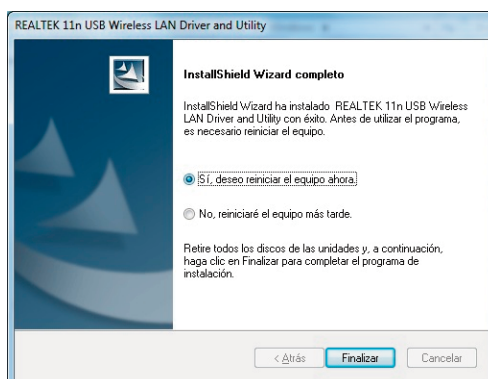 REALTEK 11n USB Wireless LAN Driver and Utility
InstallShield Wizard completo
InstallShield Wizard ha instalado REALTEK 11n USB Wireless
LAN Driver and Utility con éxito. Antes de utilizar el programa,
es necesario reiniciar el equipo.
Sí, deseo reiniciar el equipo ahora.
No, reiniciaré el equipo más tarde.
Retire todos los discos de las unidades y, a continuación,
haga clic en Finalizar para completar el programa de
instalación.
< Atrás
Finalizar
Cancelar